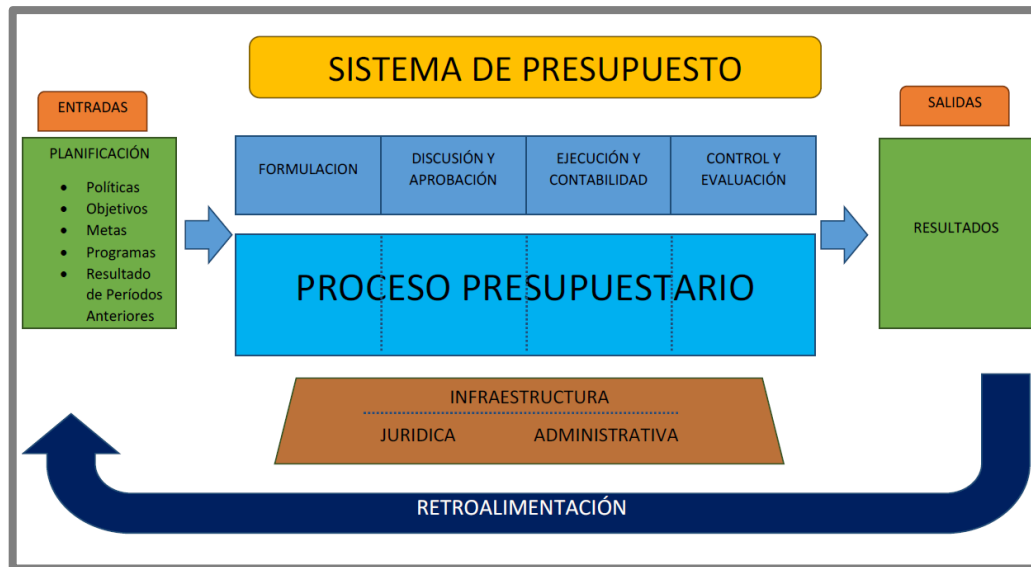 SISTEMA DE PRESUPUESTO
ENTRADAS
SALIDAS
PLANIFICACIÓN
• Políticas
• Objetivos
• Metas
• Programas
• Resultado
de Períodos
Anteriores
FORMULACION
DISCUSIÓN Y
APROBACIÓN
EJECUCIÓN Y
CONTABILIDAD
CONTROL Y
EVALUACIÓN
RESULTADOS
PROCESO PRESUPUESTARIO
INFRAESTRUCTURA
JURIDICA ADMINISTRATIVA
RETROALIMENTACIÓN